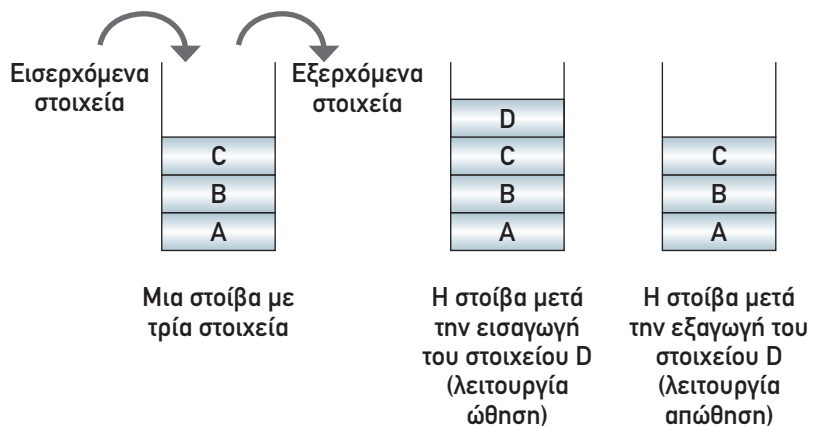 Εισερχόμενα
στοιχεία
Εξερχόμενα
στοιχεία
C
B
A
D
C
B
A
C
B
A
Μια στοίβα με
τρία στοιχεία
Η στοίβα μετά
την εισαγωγή
του στοιχείου D
(λειτουργία
ώθηση)
Η στοίβα μετά
την εξαγωγή του
στοιχείου D
(λειτουργία
απώθηση)